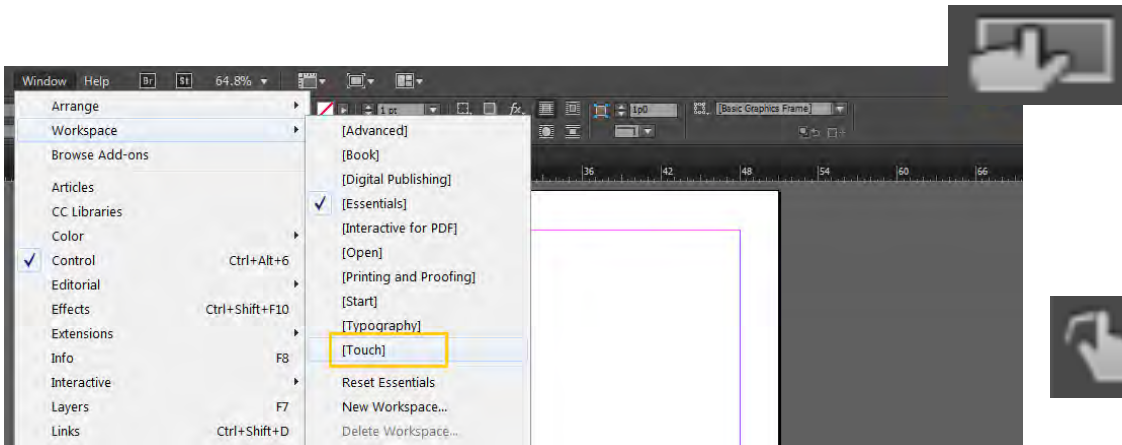 Window Help Br St 64.8%
1 pt fx. 1p0 [Basic Graphics Frame]
36 42 48 54 60 66
Arrange
Workspace
Browse Add-ons
Articles
CC Libraries
Color
Control Ctrl+Alt+6
Editorial
Effects Ctrl+Shift+F10
Extensions
Info F8
Interactive
Layers F7
Links Ctrl+Shift+D
[Advanced]
[Book]
[Digital Publishing]
[Essentials]
[Interactive for PDF]
[Open]
[Printing and Proofing]
[Start]
[Typography]
[Touch]
Reset Essentials
New Workspace...
Delete Workspace...